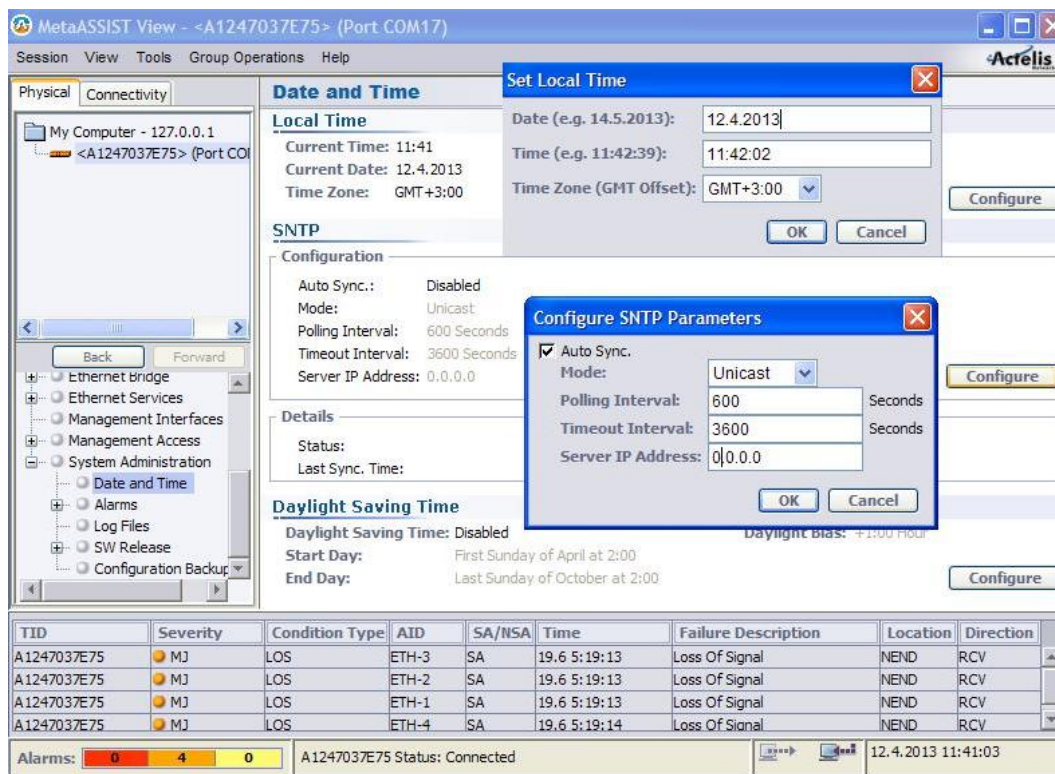 MetaASSIST View - <A1247037E75> (Port COM17)
Session View Tools Group Operations Help
Actelis
Physical Connectivity
My Computer - 127.0.0.1
<A1247037E75> (Port COI
Back Forward
Ethernet Bridge
Ethernet Services
Management Interfaces
Management Access
System Administration
Date and Time
Alarms
Log Files
SW Release
Configuration Backup
Date and Time
Local Time
Current Time: 11:41
Current Date: 12.4.2013
Time Zone: GMT+3:00
Configure
SNTP
Configuration
Auto Sync.: Disabled
Mode: Unicast
Polling Interval: 600 Seconds
Timeout Interval: 3600 Seconds
Server IP Address: 0.0.0.0
Configure
Details
Status:
Last Sync. Time:
Daylight Saving Time
Daylight Saving Time: Disabled Daylight Bias: +1:00 Hour
Start Day: First Sunday of April at 2:00
End Day: Last Sunday of October at 2:00
Configure
Set Local Time
Date (e.g. 14.5.2013): 12.4.2013
Time (e.g. 11:42:39): 11:42:02
Time Zone (GMT Offset): GMT+3:00
OK Cancel
Configure SNTP Parameters
Auto Sync.
Mode: Unicast
Polling Interval: 600 Seconds
Timeout Interval: 3600 Seconds
Server IP Address: 0.0.0.0
OK Cancel
TID Severity Condition Type AID SA/NSA Time Failure Description Location Direction
A1247037E75 MJ LOS ETH-3 SA 19.6 5:19:13 Loss Of Signal NEND RCV
A1247037E75 MJ LOS ETH-2 SA 19.6 5:19:13 Loss Of Signal NEND RCV
A1247037E75 MJ LOS ETH-1 SA 19.6 5:19:13 Loss Of Signal NEND RCV
A1247037E75 MJ LOS ETH-4 SA 19.6 5:19:14 Loss Of Signal NEND RCV
Alarms: 0 4 0 A1247037E75 Status: Connected 12.4.2013 11:41:03